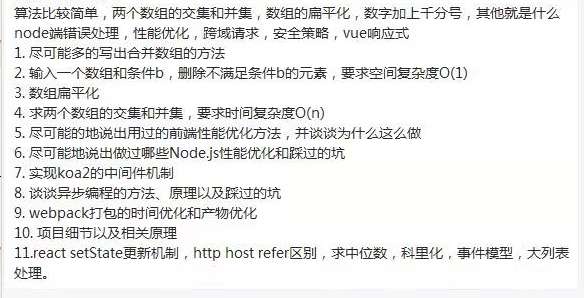 算法比较简单，两个数组的交集和并集，数组的扁平化，数字加上千分号，其他就是什么
node端错误处理，性能优化，跨域请求，安全策略，vue响应式
1. 尽可能多的写出合并数组的方法
2. 输入一个数组和条件b，删除不满足条件b的元素，要求空间复杂度O(1)
3. 数组扁平化
4. 求两个数组的交集和并集，要求时间复杂度O(n)
5. 尽可能的地说出用过的前端性能优化方法，并谈谈为什么这么做
6. 尽可能地说出做过哪些Node.js性能优化和踩过的坑
7. 实现koa2的中间件机制
8. 谈谈异步编程的方法、原理以及踩过的坑
9. webpack打包的时间优化和产物优化
10. 项目细节以及相关原理
11.react setState更新机制，http host refer区别，求中位数，科里化，事件模型，大列表
处理。